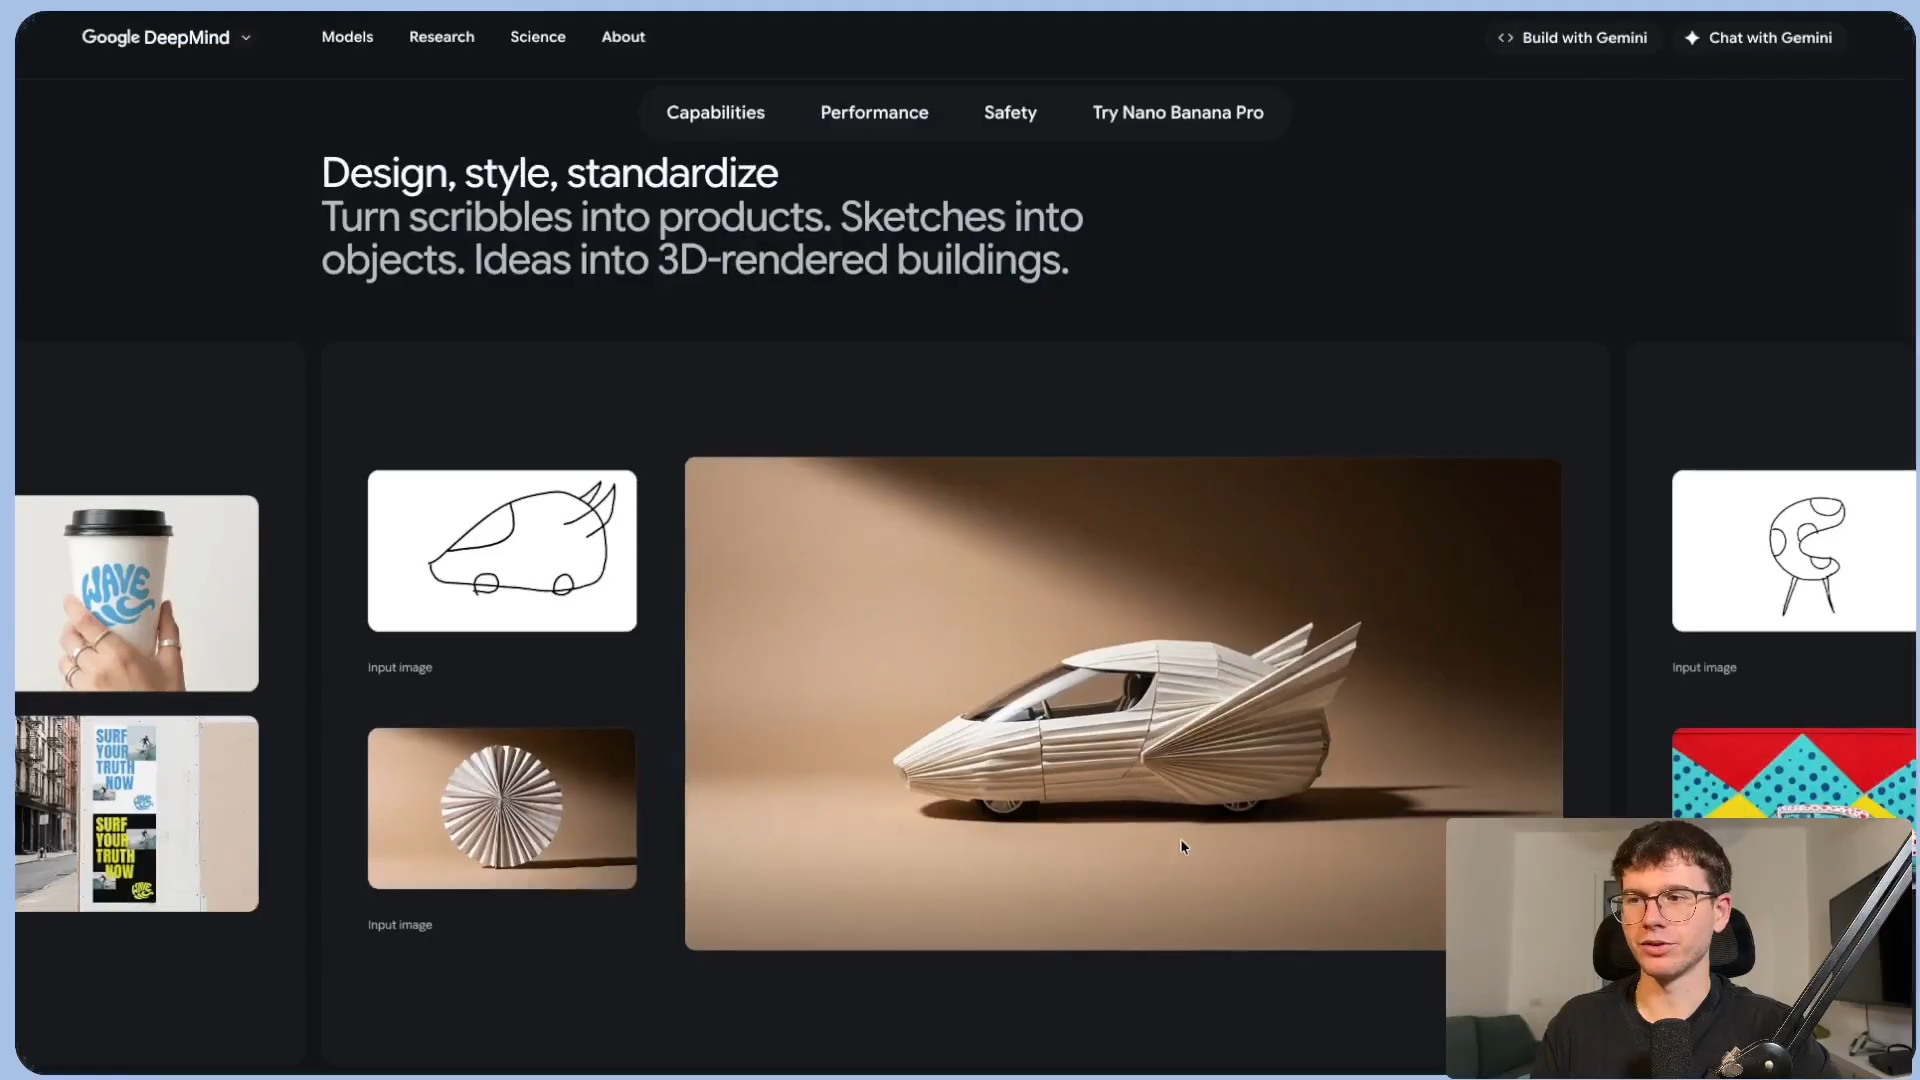 Google DeepMind
Models
Research
Science
About
Build with Gemini
Chat with Gemini
Capabilities
Performance
Safety
Try Nano Banana Pro
Design, style, standardize
Turn scribbles into products. Sketches into
objects. Ideas into 3D-rendered buildings.
WAVE
SURF
YOUR
TRUTH
NOW
SURF
YOUR
TRUTH
NOW
Input image
Input image
Input image